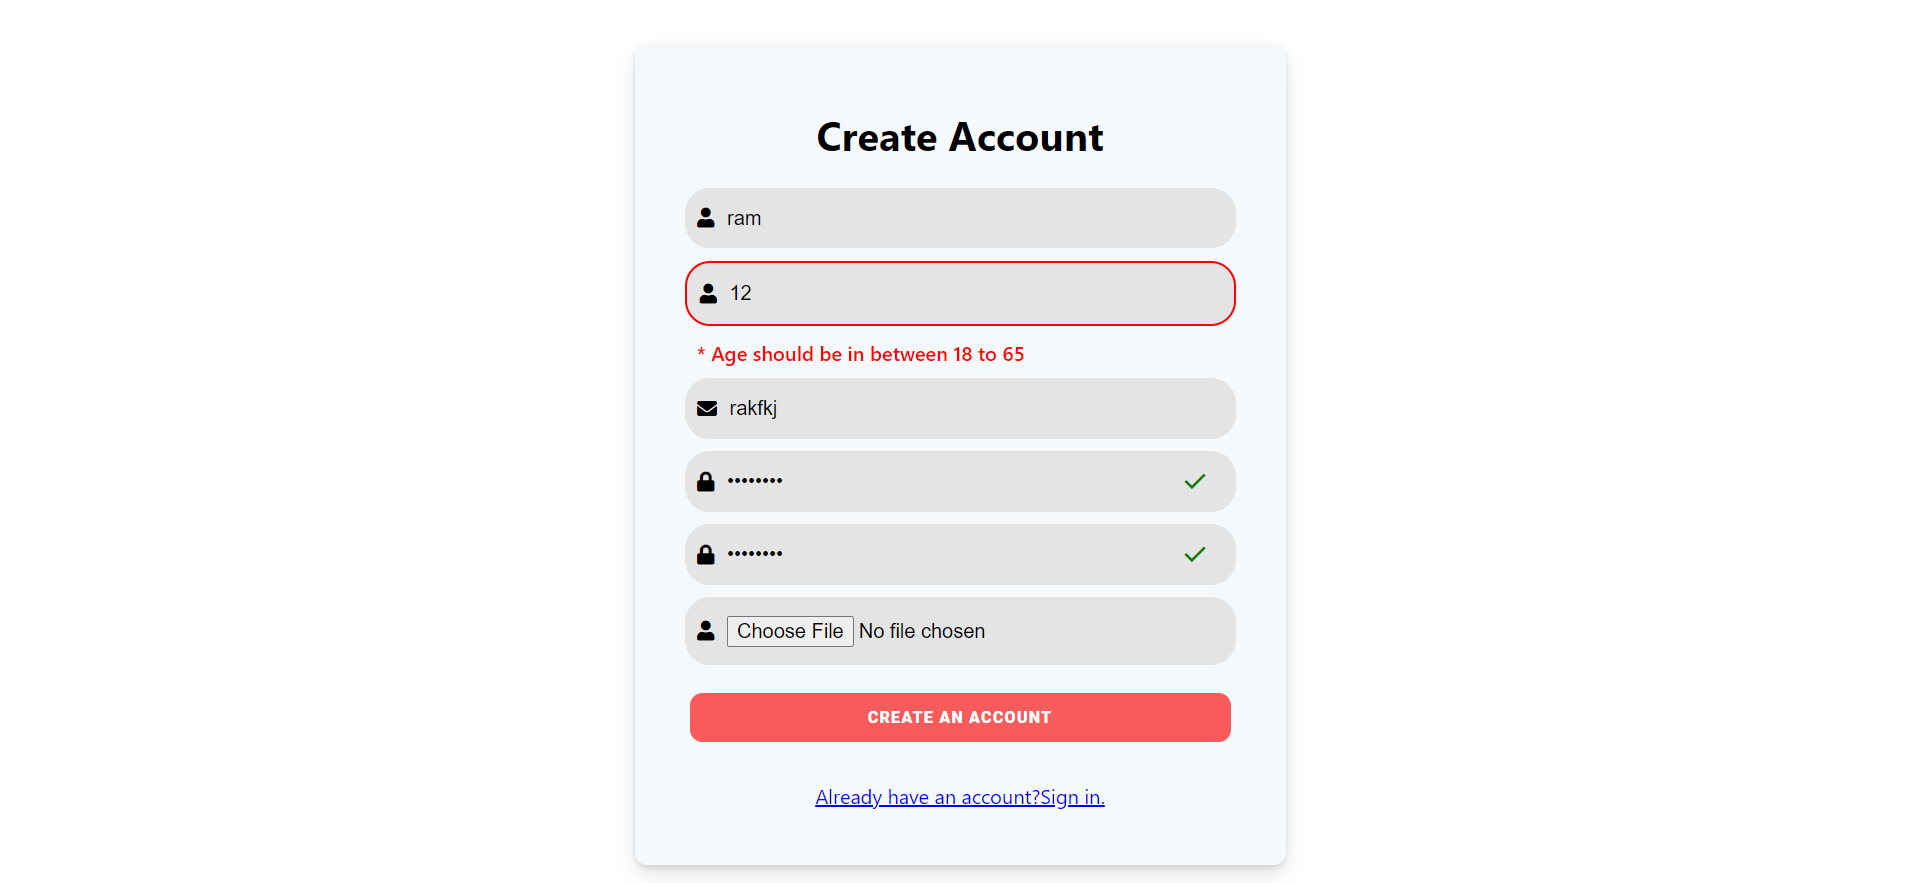 Create Account
ram
12
* Age should be in between 18 to 65
rakfkj
••••••••
••••••••
Choose File No file chosen
CREATE AN ACCOUNT
Already have an account?Sign in.